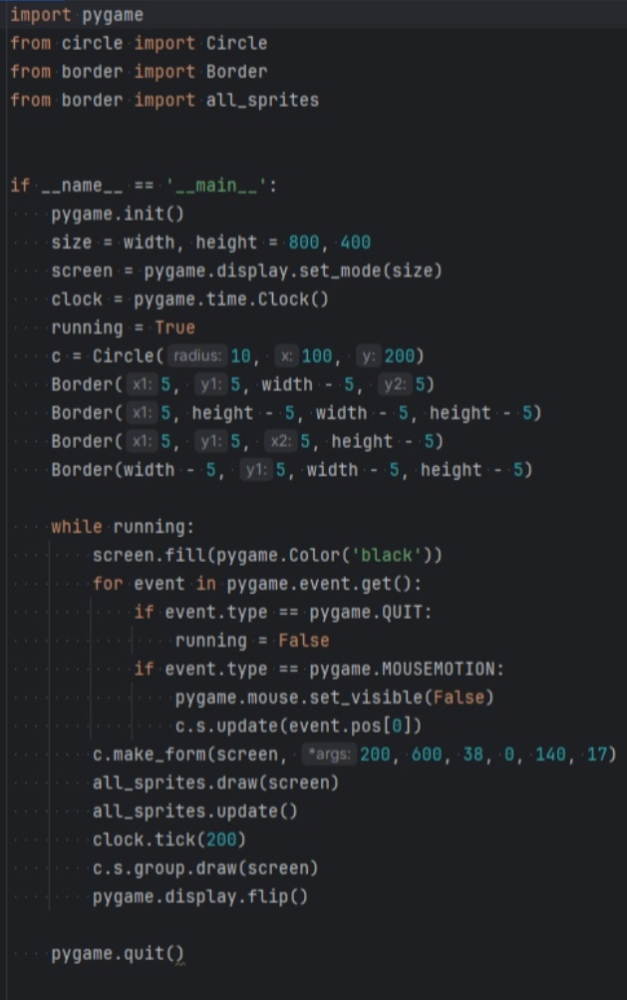 import pygame
from circle import Circle
from border import Border
from border import all_sprites
if __name__ == '__main__':
pygame.init()
size = width, height = 800, 400
screen = pygame.display.set_mode(size)
clock = pygame.time.Clock()
running = True
c = Circle( radius: 10, x: 100, y: 200)
Border( x1: 5, y1: 5, width - 5, y2: 5)
Border( x1: 5, height - 5, width - 5, height - 5)
Border( x1: 5, y1: 5, x2: 5, height - 5)
Border(width - 5, y1: 5, width - 5, height - 5)
while running:
screen.fill(pygame.Color('black'))
for event in pygame.event.get():
if event.type == pygame.QUIT:
running = False
if event.type == pygame.MOUSEMOTION:
pygame.mouse.set_visible(False)
c.s.update(event.pos[0])
c.make_form(screen, *args: 200, 600, 38, 0, 140, 17)
all_sprites.draw(screen)
all_sprites.update()
clock.tick(200)
c.s.group.draw(screen)
pygame.display.flip()
pygame.quit()